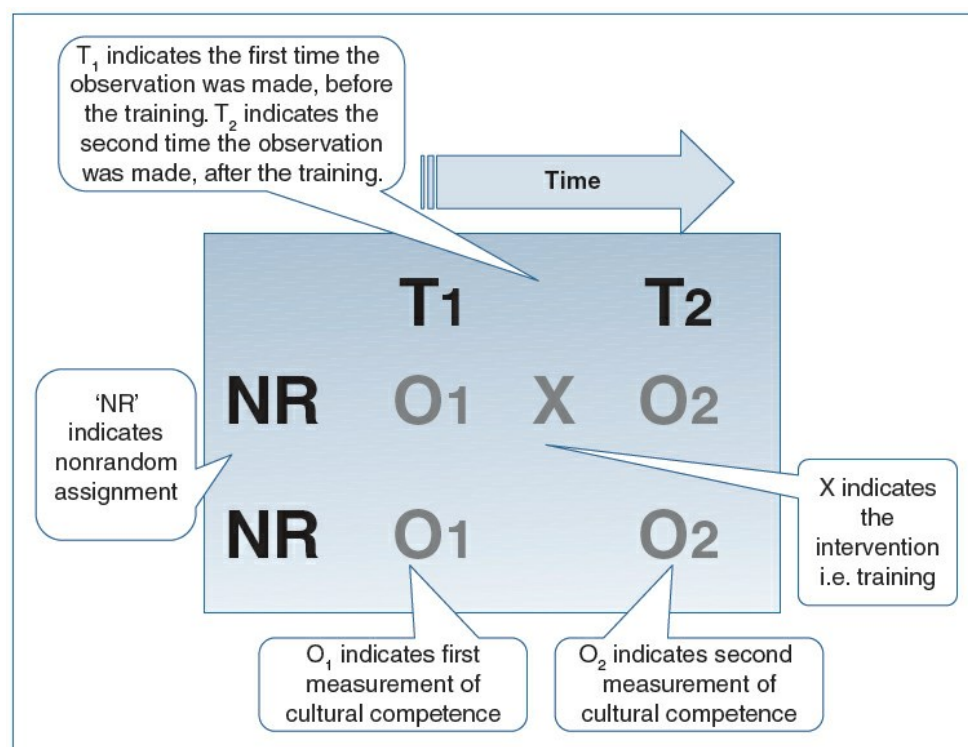 T1 indicates the first time the
observation was made, before
the training. T2 indicates the
second time the observation
was made, after the training.
Time
T1 T2
NR O1 X O2
‘NR’
indicates
nonrandom
assignment
X indicates
the
intervention
i.e. training
NR O1 O2
O1 indicates first
measurement of
cultural competence
O2 indicates second
measurement of
cultural competence